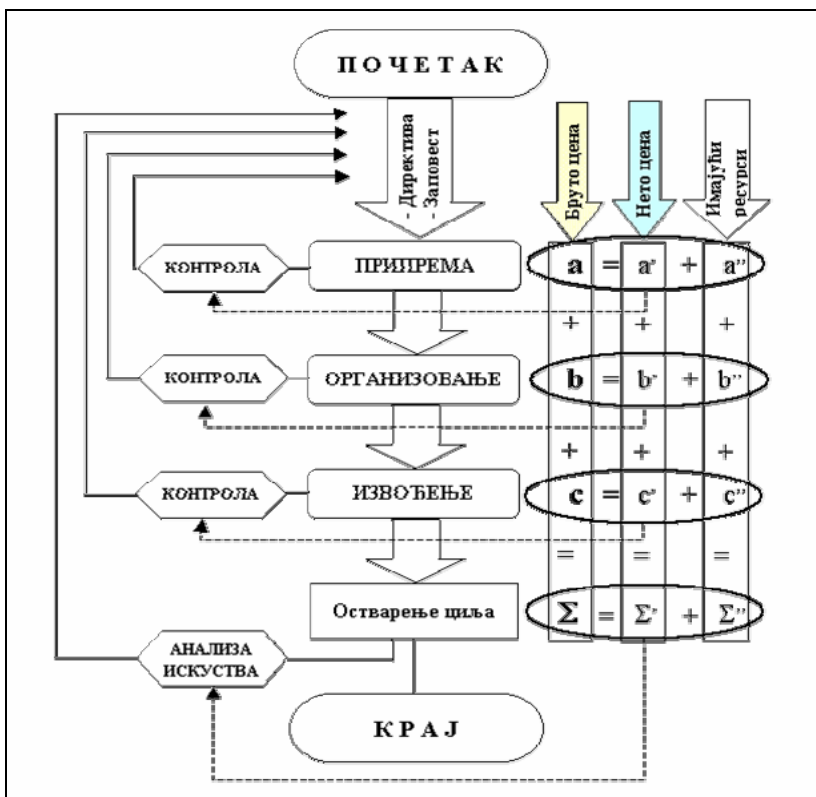 ПОЧЕТАК
- Директива
- Заповест
Бруто цена
Нето цена
Имајући
ресурси
КОНТРОЛА
ПРИПРЕМА
a = a' + a''
+ + +
КОНТРОЛА
ОРГАНИЗОВАЊЕ
b = b' + b''
+ + +
КОНТРОЛА
ИЗВОЂЕЊЕ
c = c' + c''
= = =
Остварење циља
Σ = Σ' + Σ''
АНАЛИЗА
ИСКУСТВА
КРАЈ